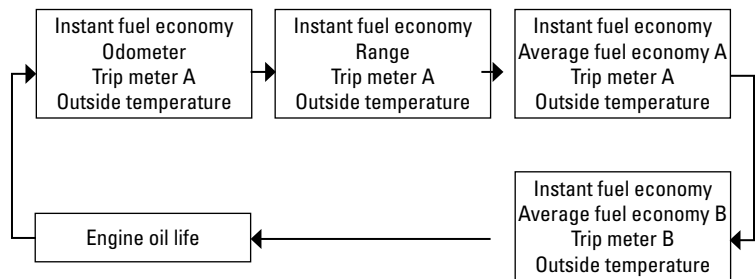 Instant fuel economy
Odometer
Trip meter A
Outside temperature
Instant fuel economy
Range
Trip meter A
Outside temperature
Instant fuel economy
Average fuel economy A
Trip meter A
Outside temperature
Instant fuel economy
Average fuel economy B
Trip meter B
Outside temperature
Engine oil life